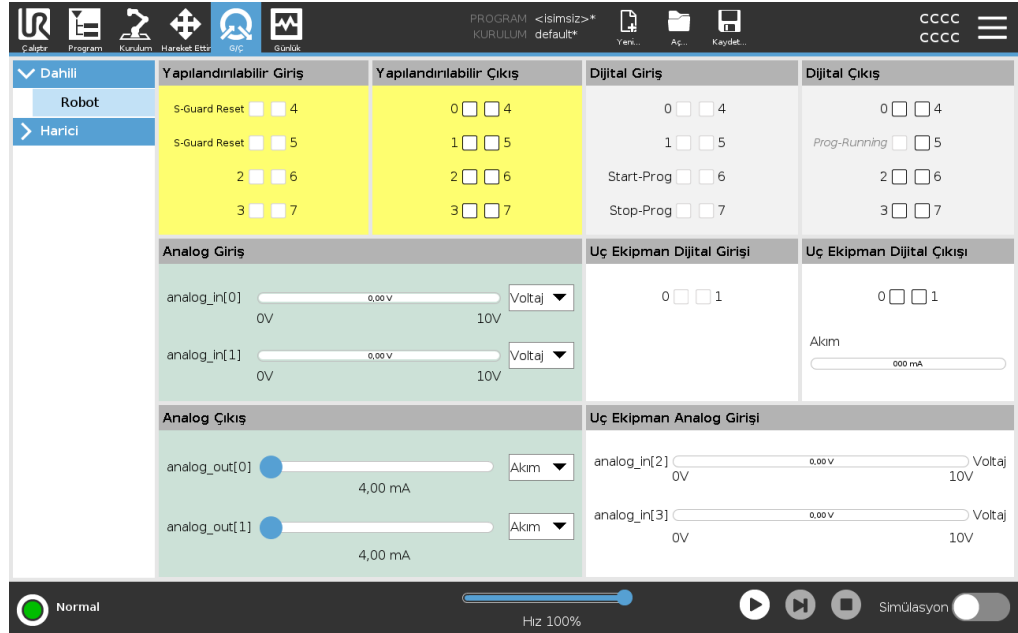 PROGRAM <isimsiz>*
KURULUM default*
CCCC
CCCC
Çalıştır Program Kurulum Hareket Ettir G/Ç Günlük Yeni... Aç... Kaydet...
Dahili
Robot
Harici
Yapılandırılabilir Giriş
S-Guard Reset 4
S-Guard Reset 5
2 6
3 7
Yapılandırılabilir Çıkış
0 4
1 5
2 6
3 7
Dijital Giriş
0 4
1 5
Start-Prog 6
Stop-Prog 7
Dijital Çıkış
0 4
Prog-Running 5
2 6
3 7
Analog Giriş
analog_in[0] 0,00 V Voltaj
0V 10V
analog_in[1] 0,00 V Voltaj
0V 10V
Uç Ekipman Dijital Girişi
0 1
Uç Ekipman Dijital Çıkışı
0 1
Akım
000 mA
Analog Çıkış
analog_out[0] Akım
4,00 mA
analog_out[1] Akım
4,00 mA
Uç Ekipman Analog Girişi
analog_in[2] 0,00 V Voltaj
0V 10V
analog_in[3] 0,00 V Voltaj
0V 10V
Normal
Hız 100%
Simülasyon